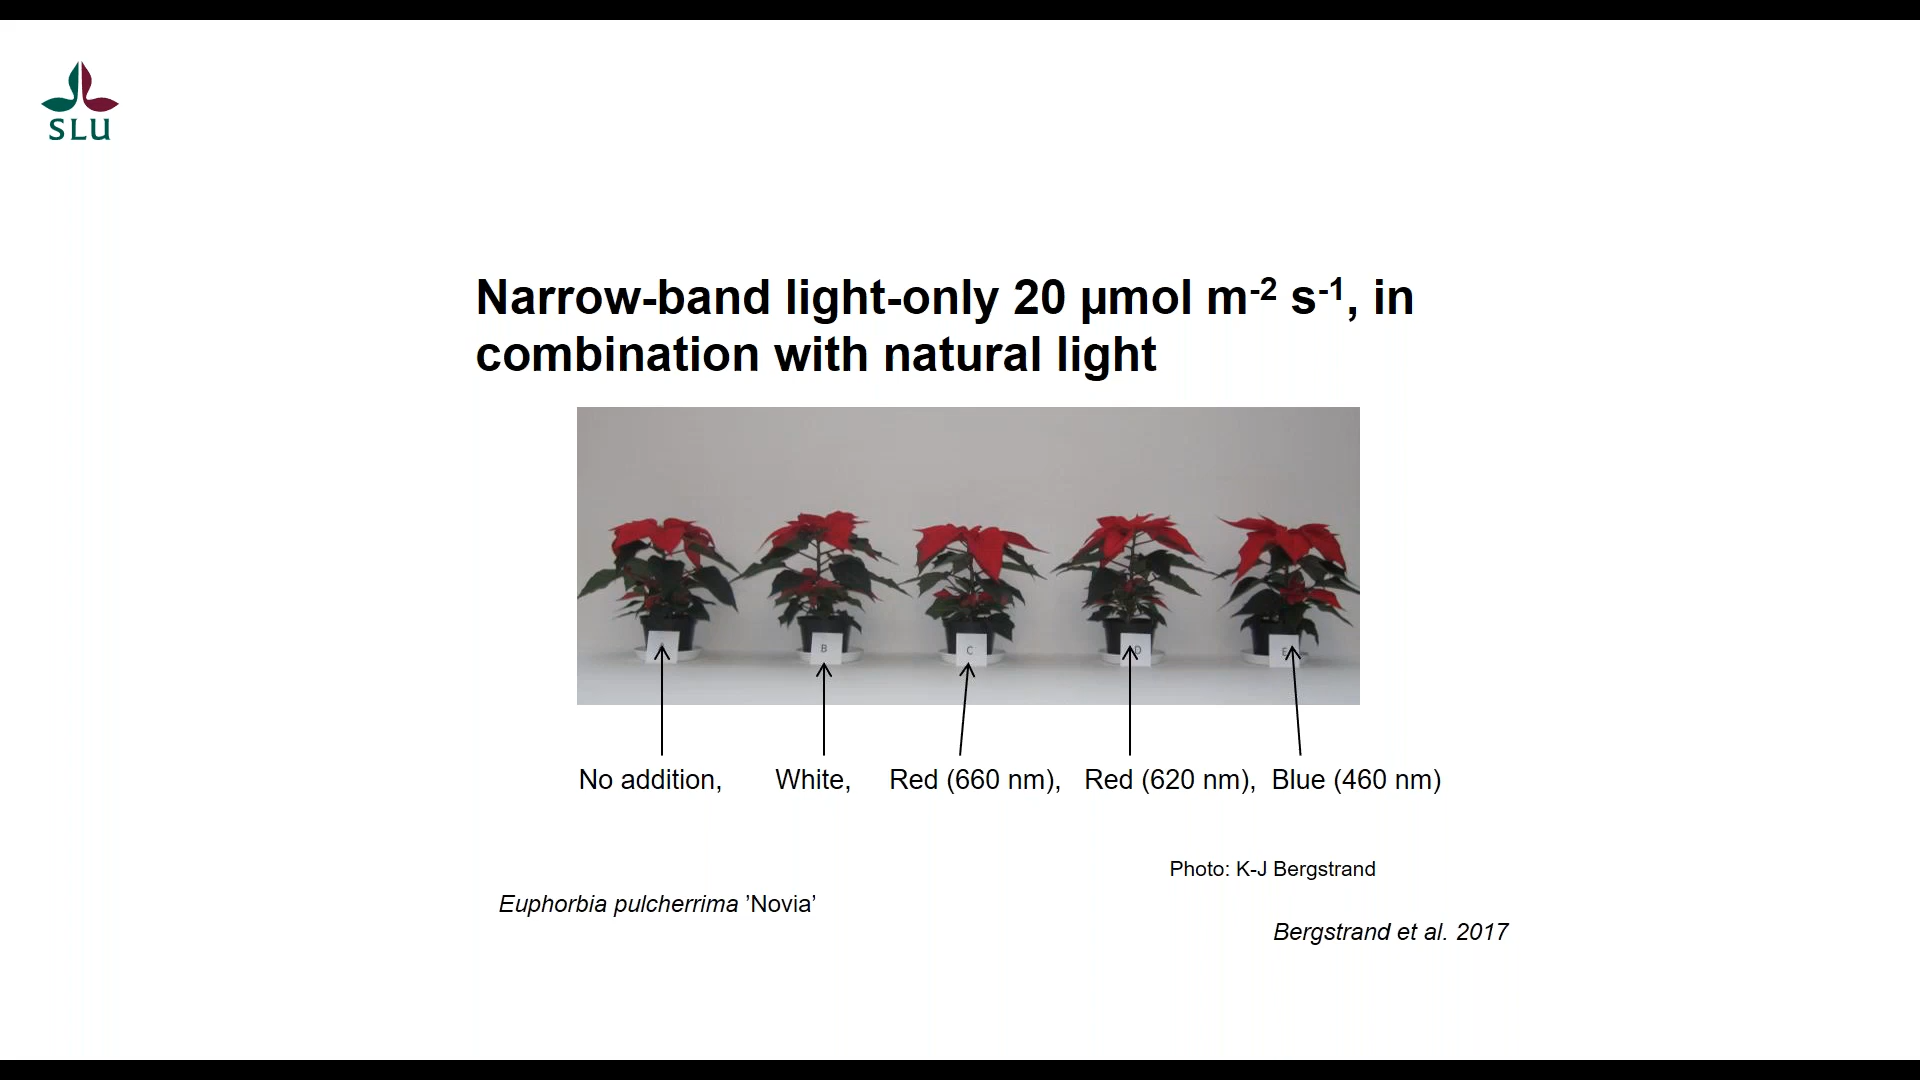 SLU
Narrow-band light-only 20 µmol m-2 s-1, in
combination with natural light
B
C
D
E
No addition, White, Red (660 nm), Red (620 nm), Blue (460 nm)
Photo: K-J Bergstrand
Euphorbia pulcherrima ’Novia’
Bergstrand et al. 2017